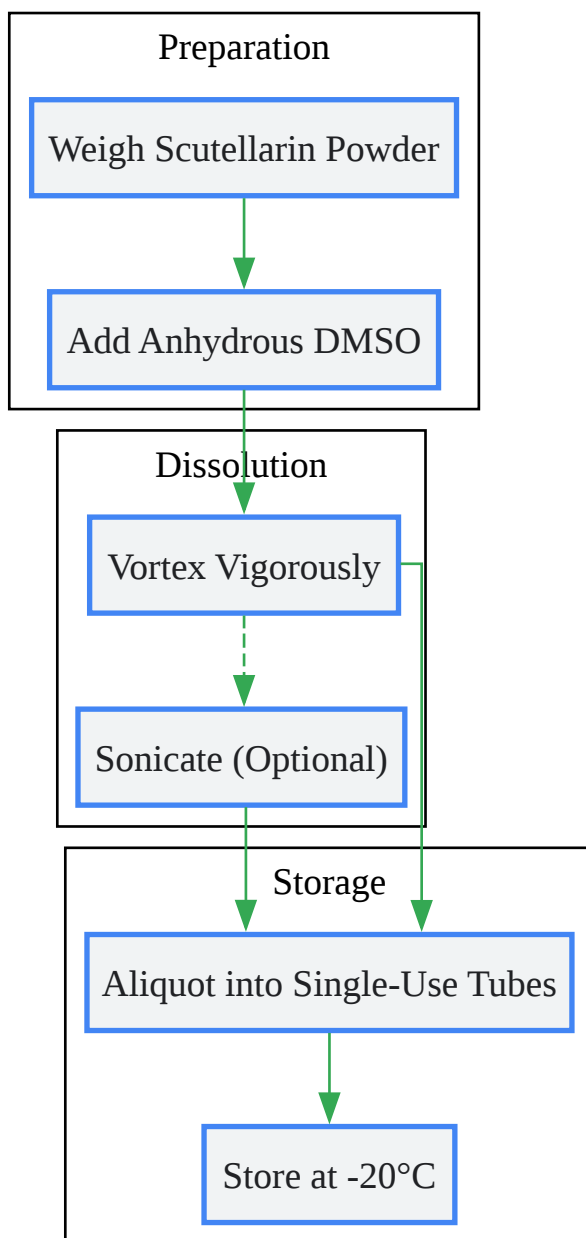 Preparation
Weigh Scutellarin Powder
Add Anhydrous DMSO
Dissolution
Vortex Vigorously
Sonicate (Optional)
Storage
Aliquot into Single-Use Tubes
Store at -20°C